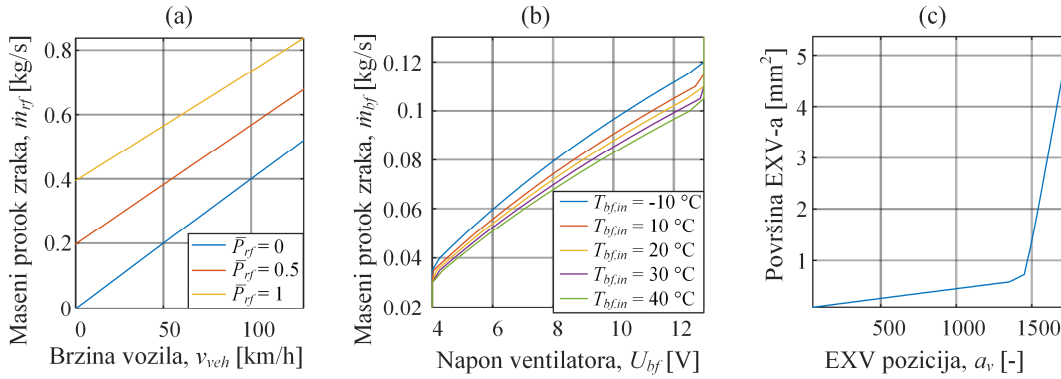 (a)
Maseni protok zraka, ṁrf [kg/s]
0.8
0.6
0.4
0.2
0
0
50
100
Brzina vozila, vveh [km/h]
P̅rf = 0
P̅rf = 0.5
P̅rf = 1
(b)
Maseni protok zraka, ṁbf [kg/s]
0.12
0.1
0.08
0.06
0.04
0.02
4
6
8
10
12
Napon ventilatora, Ubf [V]
Tbf,in = -10 °C
Tbf,in = 10 °C
Tbf,in = 20 °C
Tbf,in = 30 °C
Tbf,in = 40 °C
(c)
Površina EXV-a [mm²]
5
4
3
2
1
500
1000
1500
EXV pozicija, av [-]